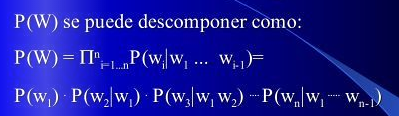 P(W) se puede descomponer como:
P(W) = Πⁿᵢ₌₁...ₙP(wᵢ|w₁ ... wᵢ₋₁)=
P(w₁) · P(w₂|w₁) · P(w₃|w₁ w₂) ····P(wₙ|w₁ ····· wₙ₋₁)